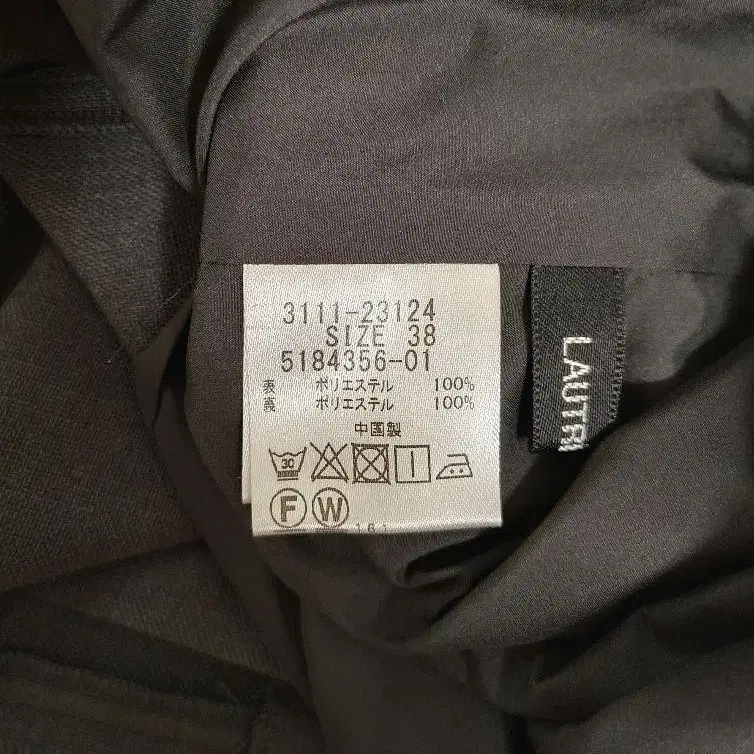 3111-23124
SIZE 38
5184356-01
表 ポリエステル 100%
裏 ポリエステル 100%
中国製
30
F W
161
LAUTR